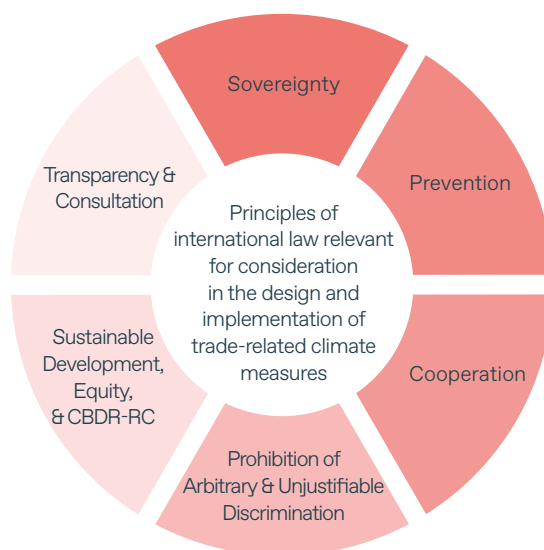 Sovereignty
Prevention
Cooperation
Prohibition of
Arbitrary & Unjustifiable
Discrimination
Sustainable
Development,
Equity,
& CBDR-RC
Transparency &
Consultation
Principles of
international law relevant
for consideration
in the design and
implementation of
trade-related climate
measures